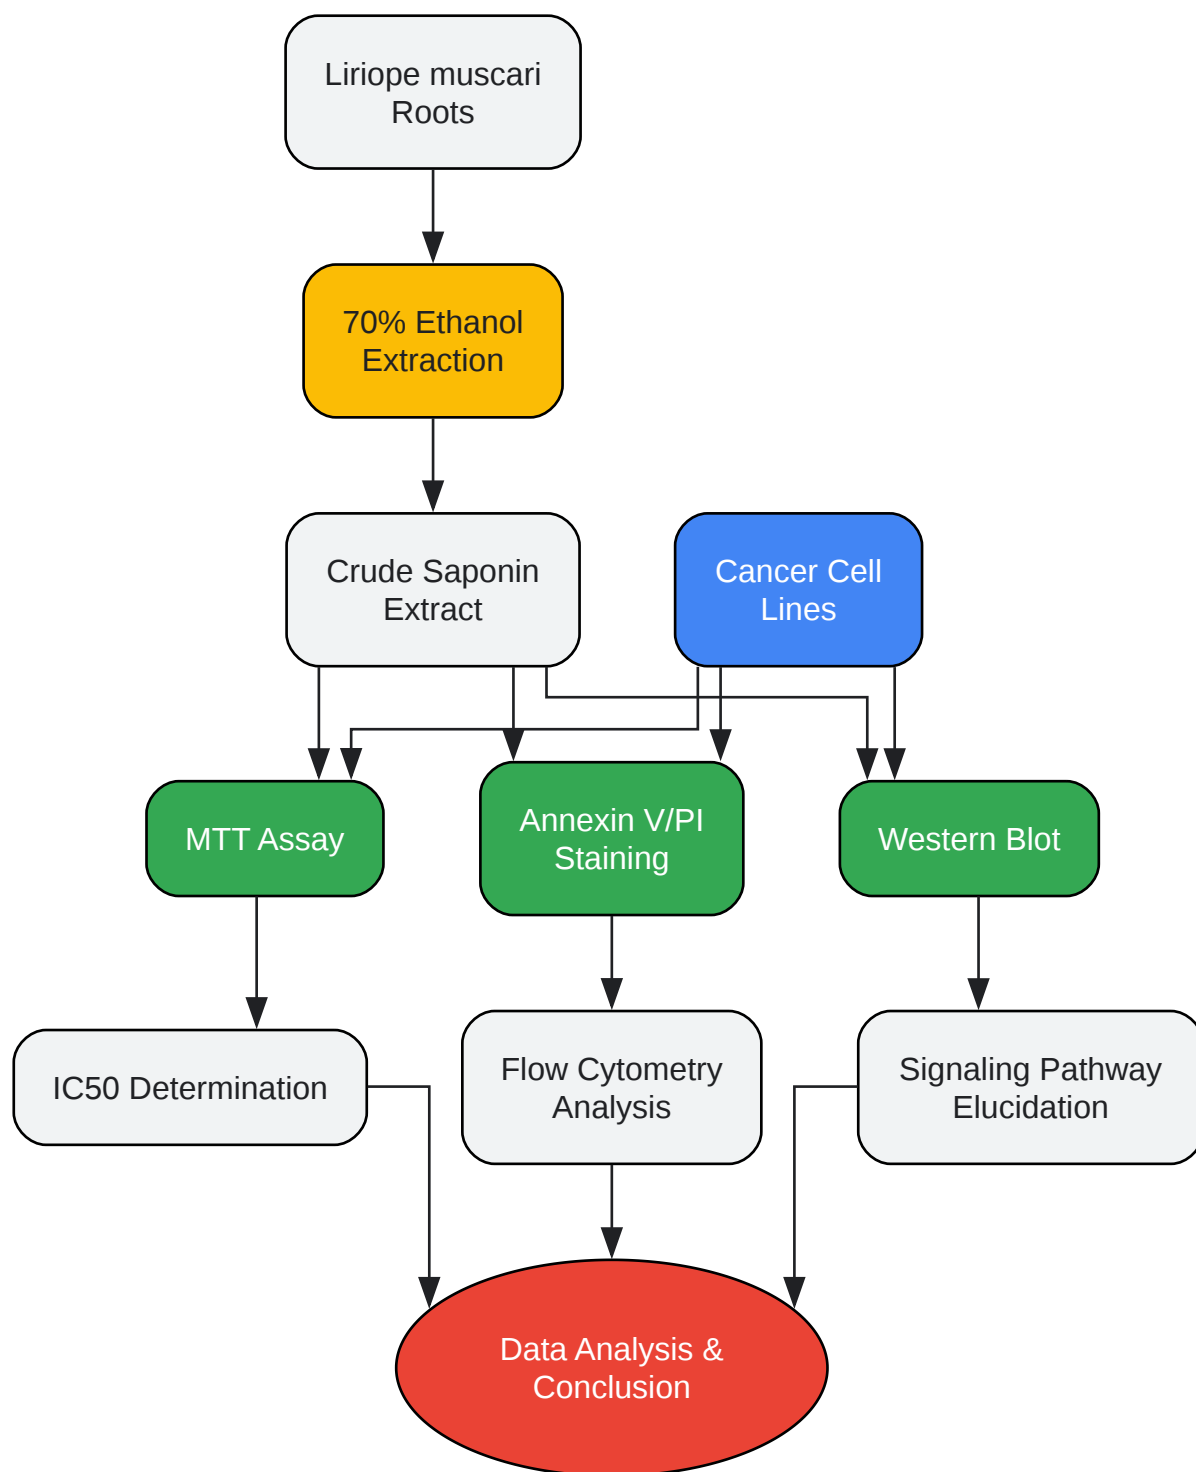 Liriope muscari
Roots
70% Ethanol
Extraction
Crude Saponin
Extract
Cancer Cell
Lines
MTT Assay
Annexin V/PI
Staining
Western Blot
IC50 Determination
Flow Cytometry
Analysis
Signaling Pathway
Elucidation
Data Analysis &
Conclusion